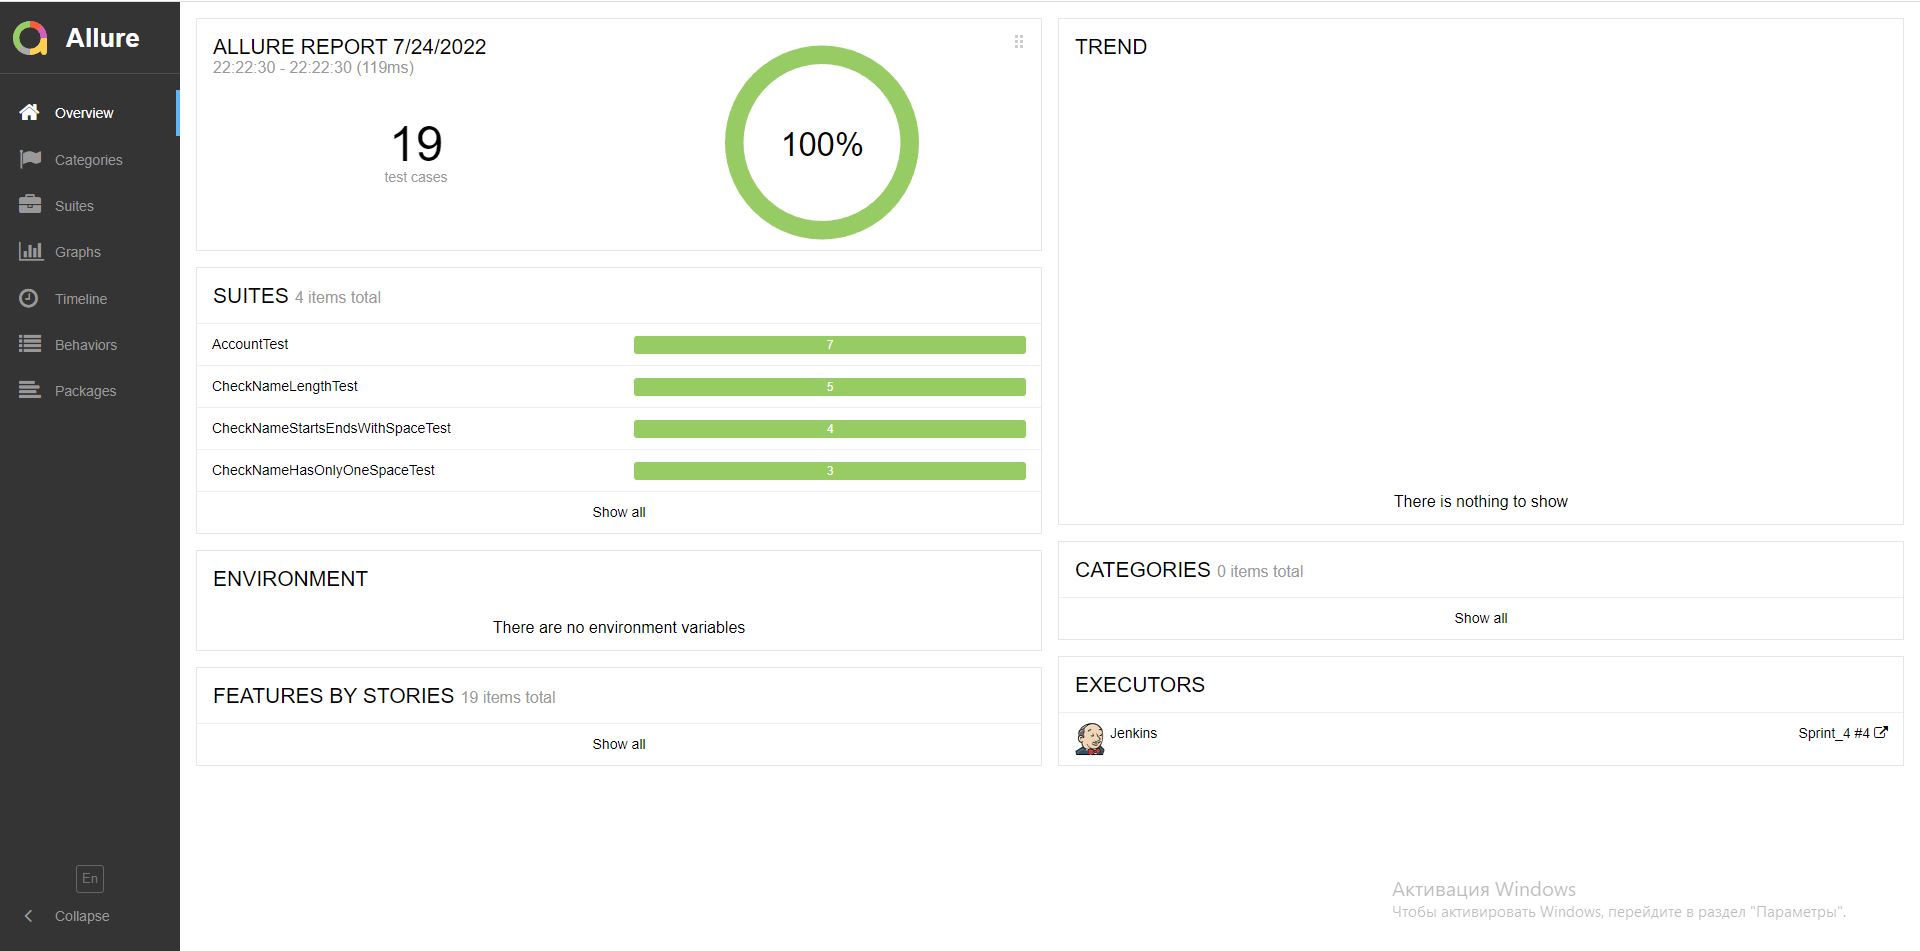 Allure
Overview
Categories
Suites
Graphs
Timeline
Behaviors
Packages
En
Collapse
ALLURE REPORT 7/24/2022
22:22:30 - 22:22:30 (119ms)
19
test cases
100%
SUITES 4 items total
AccountTest 7
CheckNameLengthTest 5
CheckNameStartsEndsWithSpaceTest 4
CheckNameHasOnlyOneSpaceTest 3
Show all
ENVIRONMENT
There are no environment variables
FEATURES BY STORIES 19 items total
Show all
TREND
There is nothing to show
CATEGORIES 0 items total
Show all
EXECUTORS
Jenkins Sprint_4 #4
Активация Windows
Чтобы активировать Windows, перейдите в раздел "Параметры".